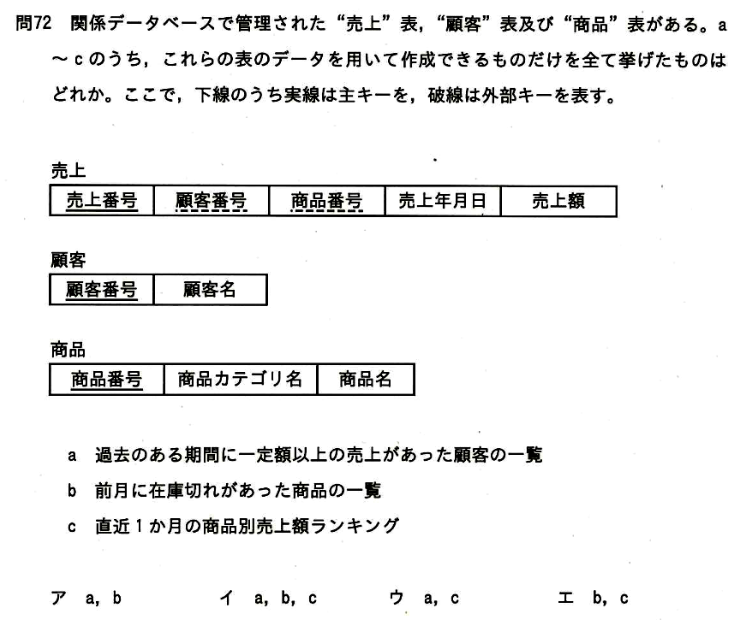 問72 関係データベースで管理された“売上”表，“顧客”表及び“商品”表がある。a
～cのうち，これらの表のデータを用いて作成できるものだけを全て挙げたものは
どれか。ここで，下線のうち実線は主キーを，破線は外部キーを表す。
売上
売上番号 顧客番号 商品番号 売上年月日 売上額
顧客
顧客番号 顧客名
商品
商品番号 商品カテゴリ名 商品名
a 過去のある期間に一定額以上の売上があった顧客の一覧
b 前月に在庫切れがあった商品の一覧
c 直近1か月の商品別売上額ランキング
ア a, b イ a, b, c ウ a, c エ b, c